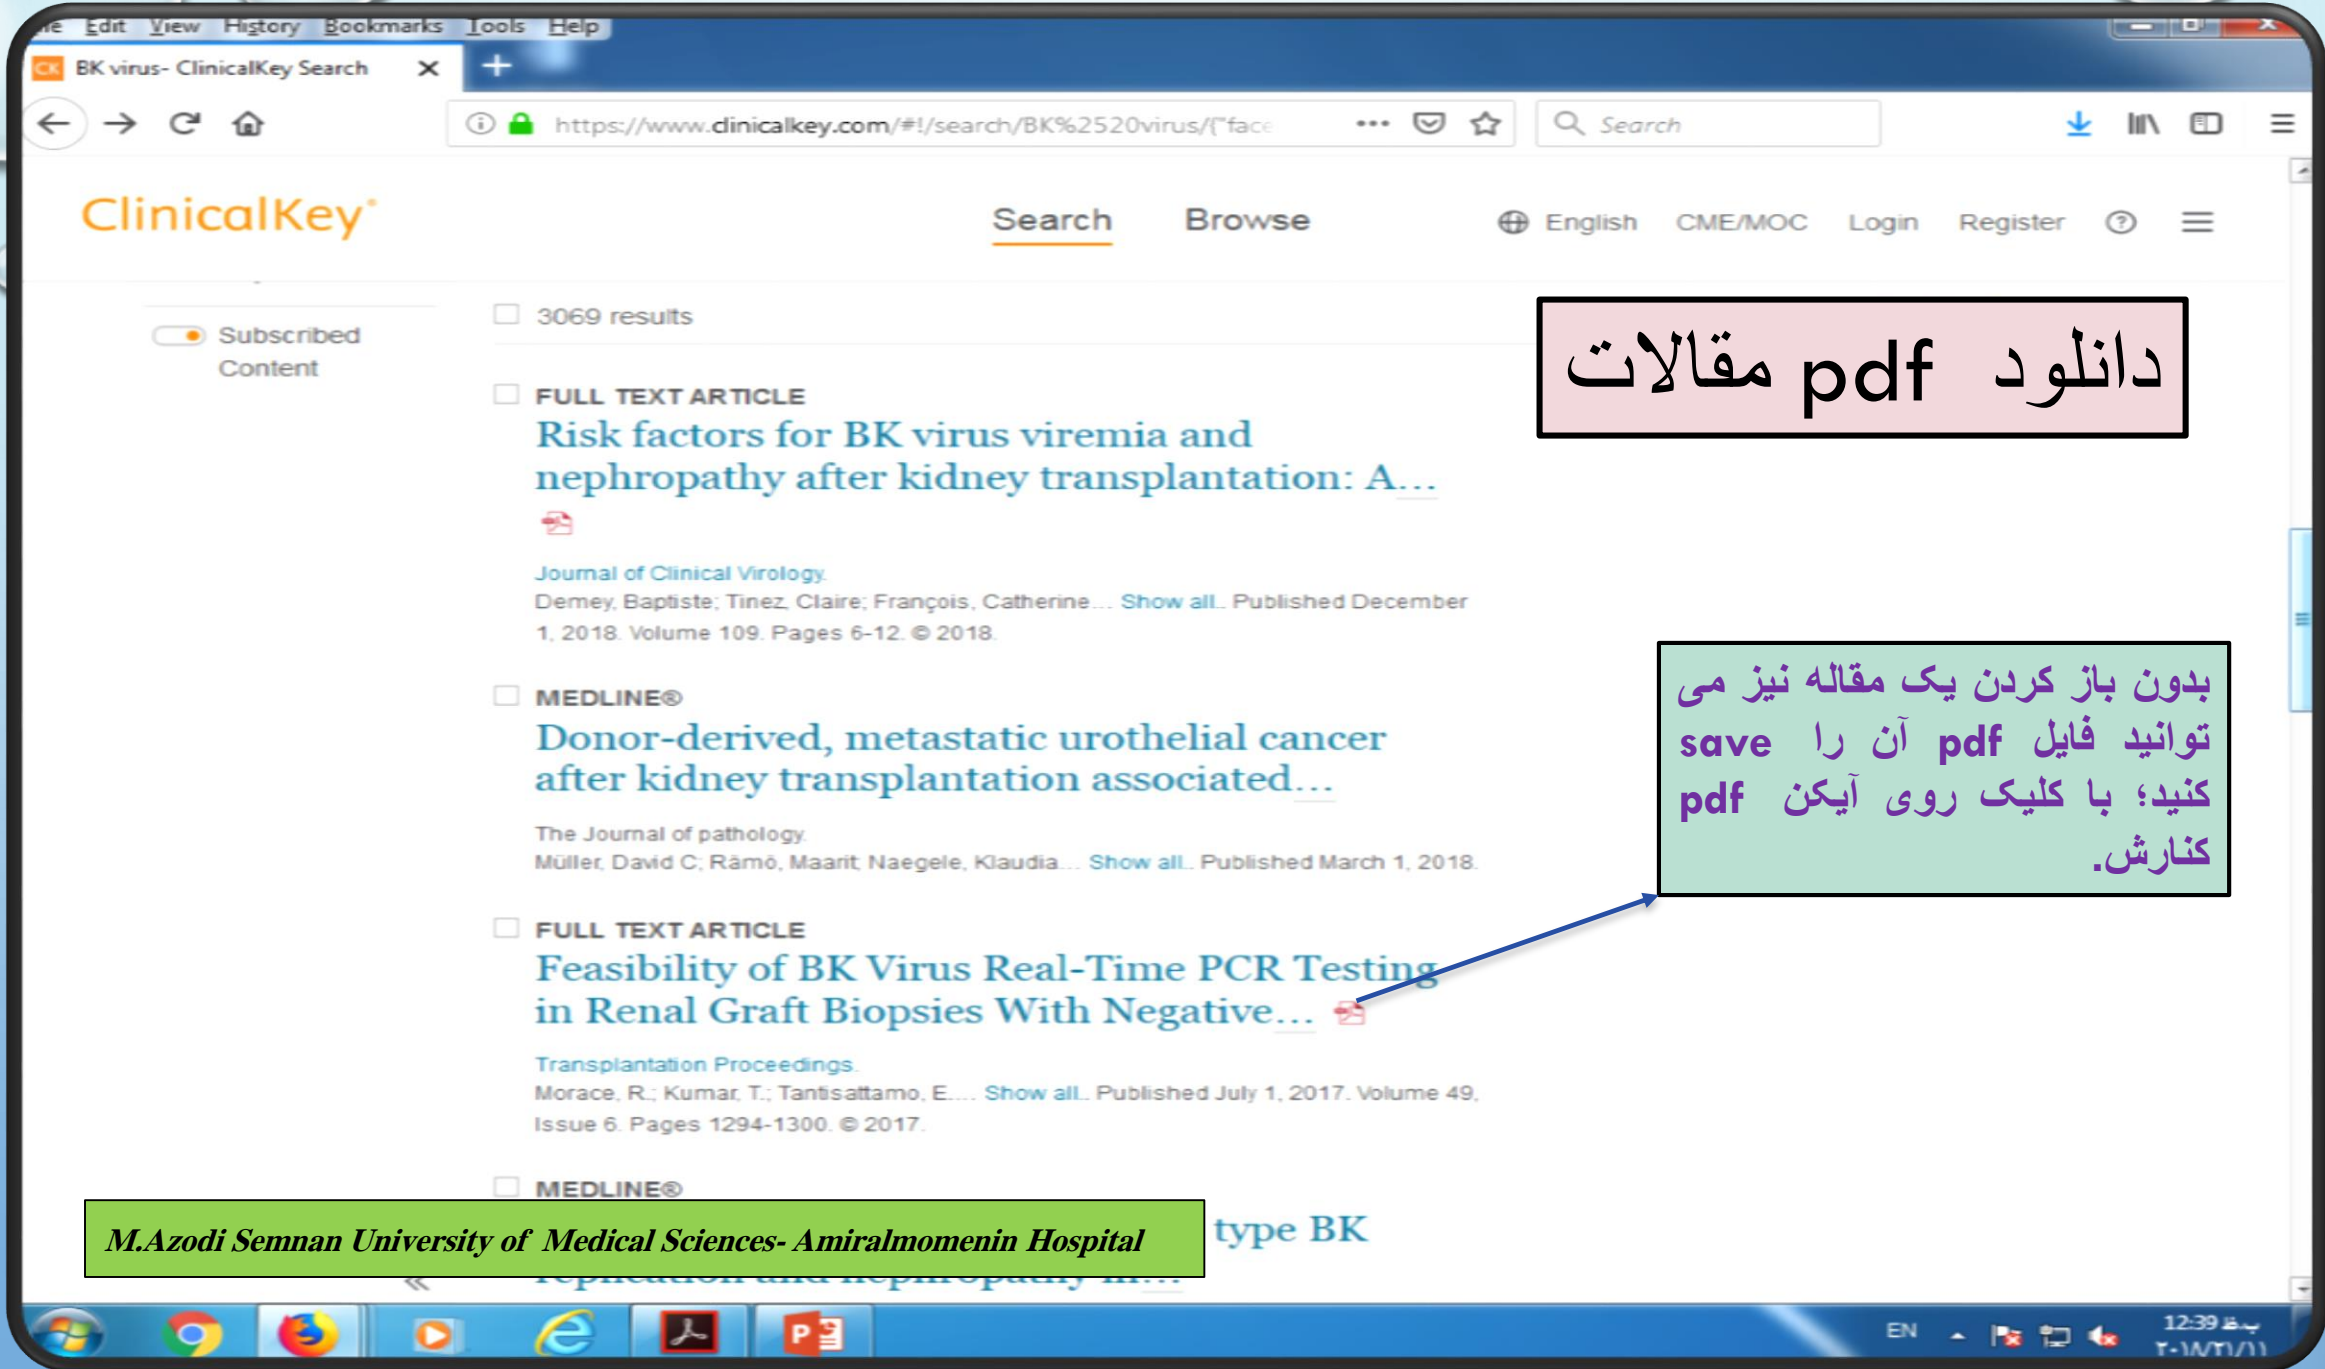 Edit View History Bookmarks Tools Help
CK BK virus- ClinicalKey Search
https://www.clinicalkey.com/#!/search/BK%2520virus/{"face
Search
ClinicalKey
Search Browse English CME/MOC Login Register
Subscribed
Content
3069 results
دانلود pdf مقالات
FULL TEXT ARTICLE
Risk factors for BK virus viremia and
nephropathy after kidney transplantation: A...
Journal of Clinical Virology.
Demey, Baptiste; Tinez, Claire; François, Catherine... Show all.. Published December
1, 2018. Volume 109. Pages 6-12. © 2018.
بدون باز کردن یک مقاله نیز می
توانید فایل pdf آن را save
کنید؛ با کلیک روی آیکن pdf
کنارش.
MEDLINE®
Donor-derived, metastatic urothelial cancer
after kidney transplantation associated...
The Journal of pathology.
Müller, David C; Rämö, Maarit; Naegele, Klaudia... Show all.. Published March 1, 2018.
FULL TEXT ARTICLE
Feasibility of BK Virus Real-Time PCR Testing
in Renal Graft Biopsies With Negative...
Transplantation Proceedings.
Morace, R.; Kumar, T.; Tantisattamo, E.... Show all.. Published July 1, 2017. Volume 49,
Issue 6. Pages 1294-1300. © 2017.
MEDLINE®
type BK
replication and nephropathy in...
M.Azodi Semnan University of Medical Sciences- Amiralmomenin Hospital
EN
12:39 ب.ظ